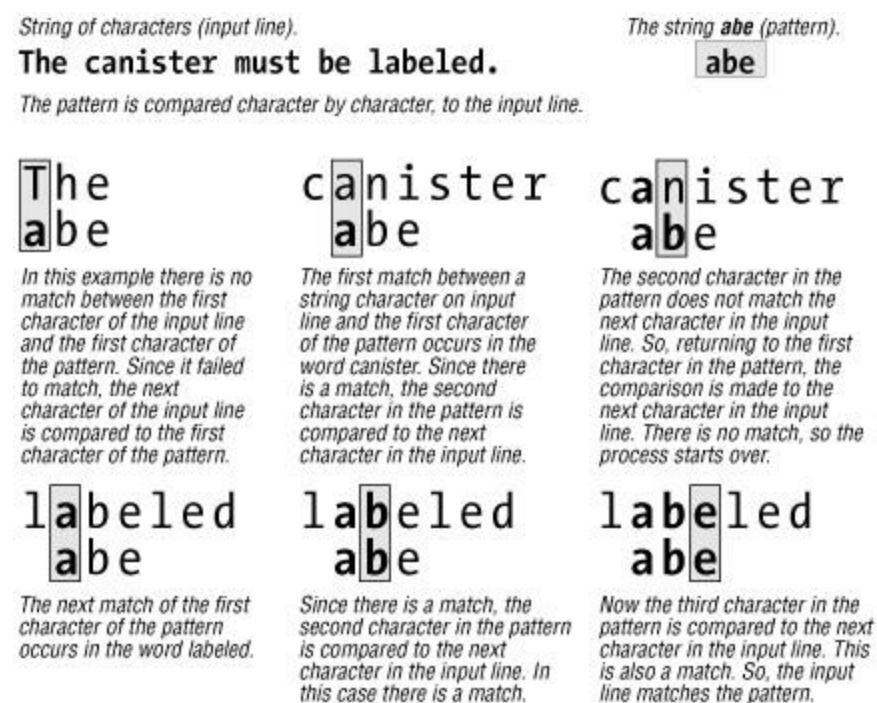 String of characters (input line).
The string abe (pattern).
The canister must be labeled.
abe
The pattern is compared character by character, to the input line.
The
abe
In this example there is no
match between the first
character of the input line
and the first character of
the pattern. Since it failed
to match, the next
character of the input line
is compared to the first
character of the pattern.
canister
abe
The first match between a
string character on input
line and the first character
of the pattern occurs in the
word canister. Since there
is a match, the second
character in the pattern is
compared to the next
character in the input line.
canister
abe
The second character in the
pattern does not match the
next character in the input
line. So, returning to the first
character in the pattern, the
comparison is made to the
next character in the input
line. There is no match, so the
process starts over.
labeled
abe
The next match of the first
character of the pattern
occurs in the word labeled.
labeled
abe
Since there is a match, the
second character in the pattern
is compared to the next
character in the input line. In
this case there is a match.
labeled
abe
Now the third character in the
pattern is compared to the next
character in the input line. This
is also a match. So, the input
line matches the pattern.